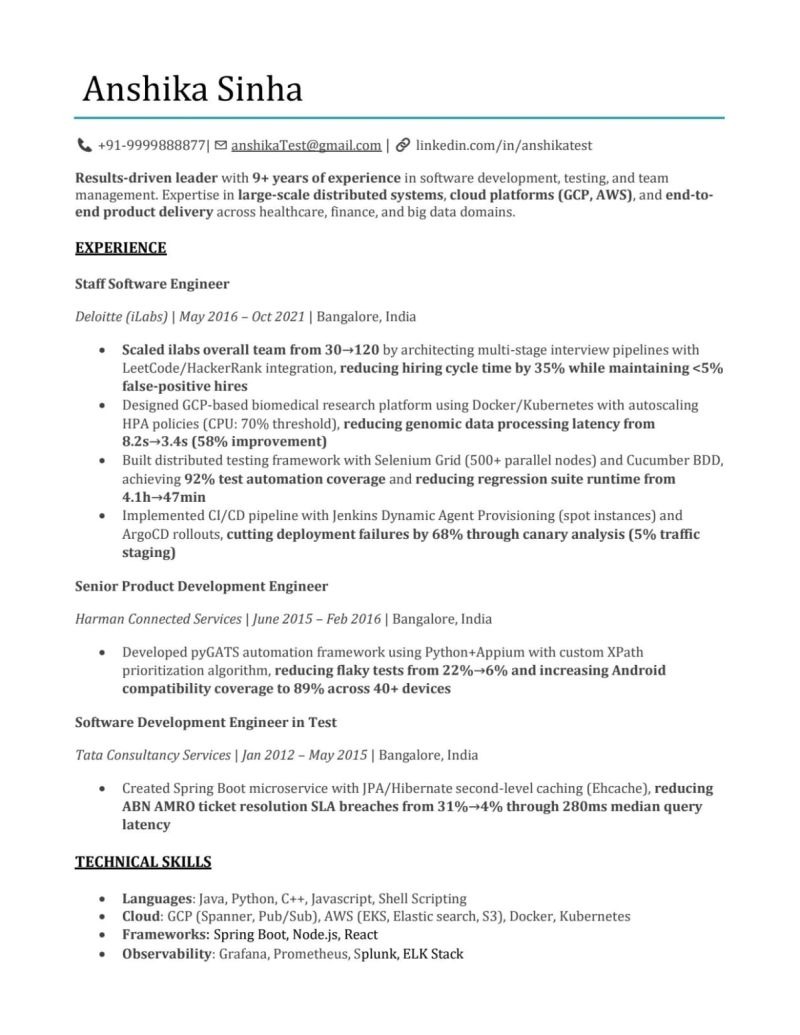 Anshika Sinha
+91-9999888877| anshikaTest@gmail.com | linkedin.com/in/anshikatest
Results-driven leader with 9+ years of experience in software development, testing, and team
management. Expertise in large-scale distributed systems, cloud platforms (GCP, AWS), and end-to-
end product delivery across healthcare, finance, and big data domains.
EXPERIENCE
Staff Software Engineer
Deloitte (iLabs) | May 2016 – Oct 2021 | Bangalore, India
• Scaled ilabs overall team from 30→120 by architecting multi-stage interview pipelines with
LeetCode/HackerRank integration, reducing hiring cycle time by 35% while maintaining <5%
false-positive hires
• Designed GCP-based biomedical research platform using Docker/Kubernetes with autoscaling
HPA policies (CPU: 70% threshold), reducing genomic data processing latency from
8.2s→3.4s (58% improvement)
• Built distributed testing framework with Selenium Grid (500+ parallel nodes) and Cucumber BDD,
achieving 92% test automation coverage and reducing regression suite runtime from
4.1h→47min
• Implemented CI/CD pipeline with Jenkins Dynamic Agent Provisioning (spot instances) and
ArgoCD rollouts, cutting deployment failures by 68% through canary analysis (5% traffic
staging)
Senior Product Development Engineer
Harman Connected Services | June 2015 – Feb 2016 | Bangalore, India
• Developed pyGATS automation framework using Python+Appium with custom XPath
prioritization algorithm, reducing flaky tests from 22%→6% and increasing Android
compatibility coverage to 89% across 40+ devices
Software Development Engineer in Test
Tata Consultancy Services | Jan 2012 – May 2015 | Bangalore, India
• Created Spring Boot microservice with JPA/Hibernate second-level caching (Ehcache), reducing
ABN AMRO ticket resolution SLA breaches from 31%→4% through 280ms median query
latency
TECHNICAL SKILLS
• Languages: Java, Python, C++, Javascript, Shell Scripting
• Cloud: GCP (Spanner, Pub/Sub), AWS (EKS, Elastic search, S3), Docker, Kubernetes
• Frameworks: Spring Boot, Node.js, React
• Observability: Grafana, Prometheus, Splunk, ELK Stack